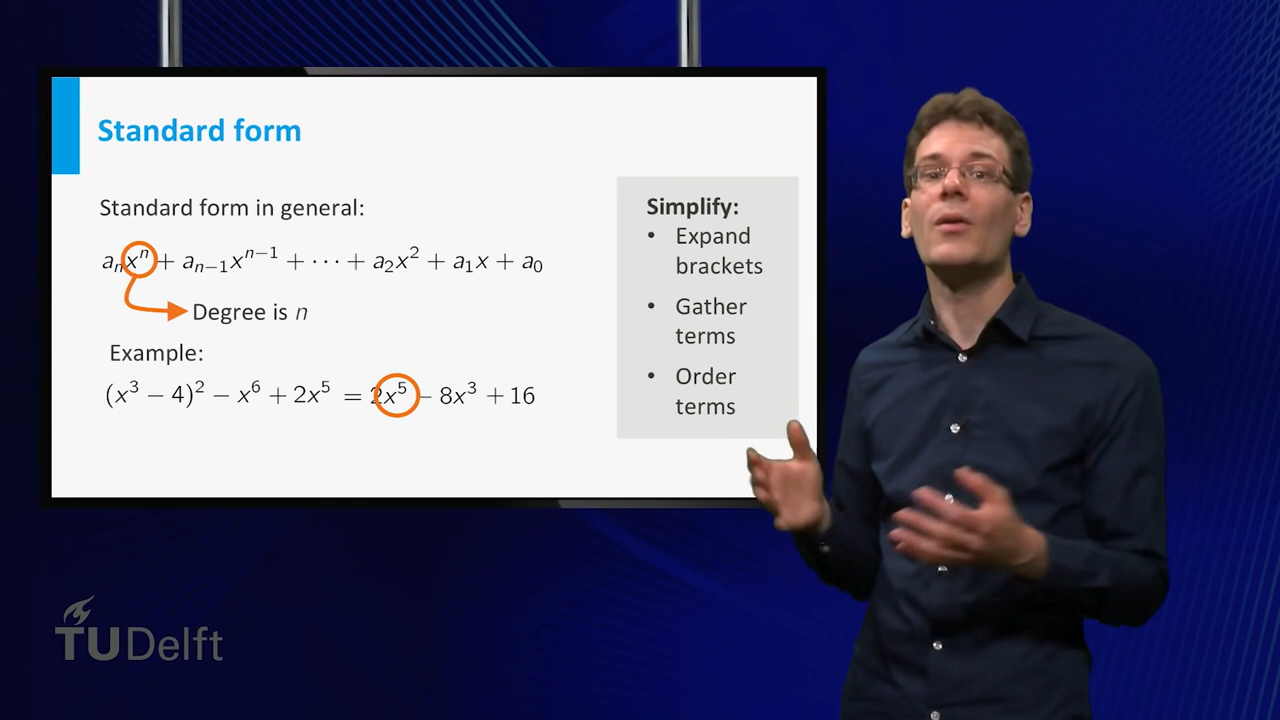 Standard form
Standard form in general:
aₙxⁿ + aₙ₋₁xⁿ⁻¹ + ⋯ + a₂x² + a₁x + a₀
Degree is n
Example:
(x³ − 4)² − x⁶ + 2x⁵ = 2x⁵ − 8x³ + 16
Simplify:
• Expand
brackets
• Gather
terms
• Order
terms
TUDelft